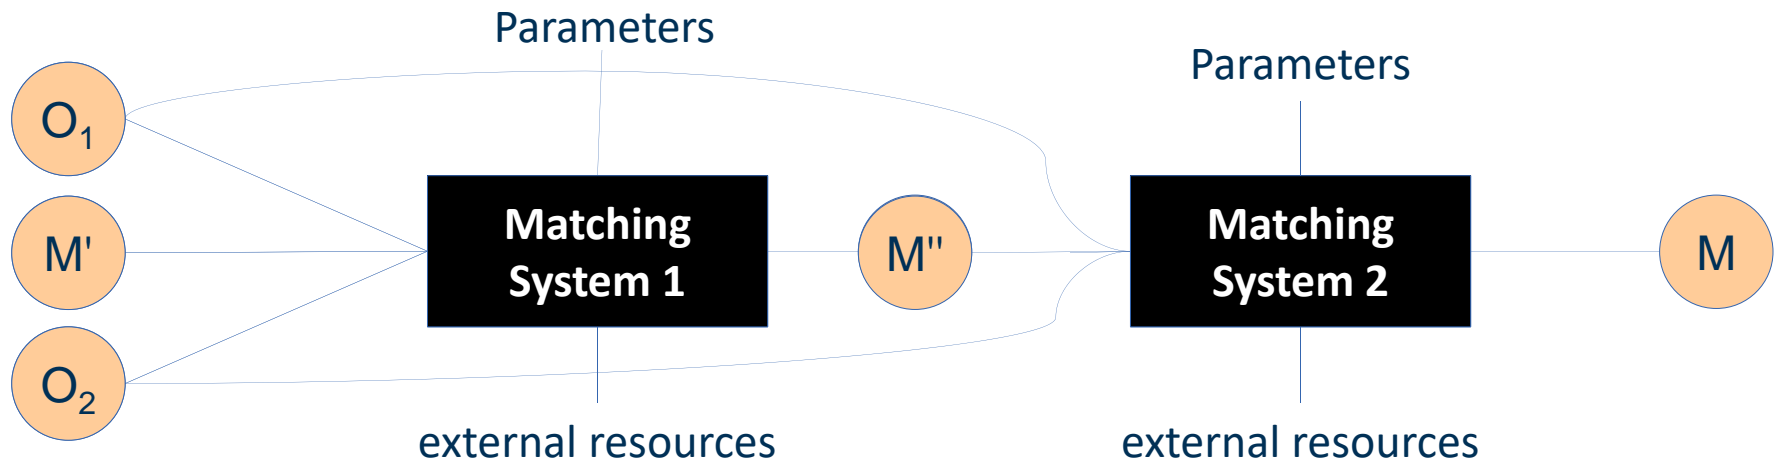 Parameters
Parameters
O₁
M'
O₂
Matching
System 1
M''
Matching
System 2
M
external resources
external resources